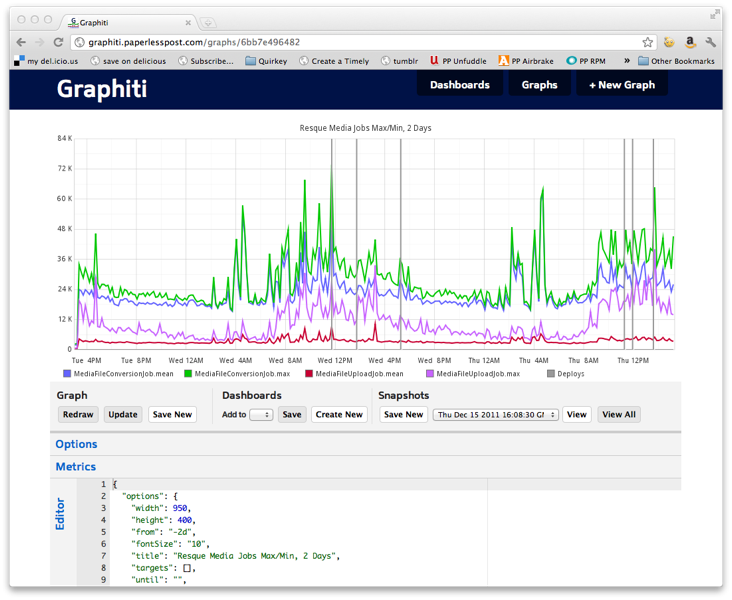 Graphiti
graphiti.paperlesspost.com/graphs/6bb7e496482
my del.icio.us save on delicious Subscribe... Quirkey Create a Timely tumblr PP Unfuddle PP Airbrake PP RPM » Other Bookmarks
Graphiti Dashboards Graphs + New Graph
Resque Media Jobs Max/Min, 2 Days
84 K
72 K
60 K
48 K
36 K
24 K
12 K
0
Tue 4PM Tue 8PM Wed 12AM Wed 4AM Wed 8AM Wed 12PM Wed 4PM Wed 8PM Thu 12AM Thu 4AM Thu 8AM Thu 12PM
MediaFileConversionJob.mean MediaFileConversionJob.max MediaFileUploadJob.mean MediaFileUploadJob.max Deploys
Graph Dashboards Snapshots
Redraw Update Save New Add to Save Create New Save New Thu Dec 15 2011 16:08:30 GM View View All
Options
Metrics
Editor
1 {
2 "options": {
3 "width": 950,
4 "height": 400,
5 "from": "-2d",
6 "fontSize": "10",
7 "title": "Resque Media Jobs Max/Min, 2 Days",
8 "targets": [],
9 "until": "",